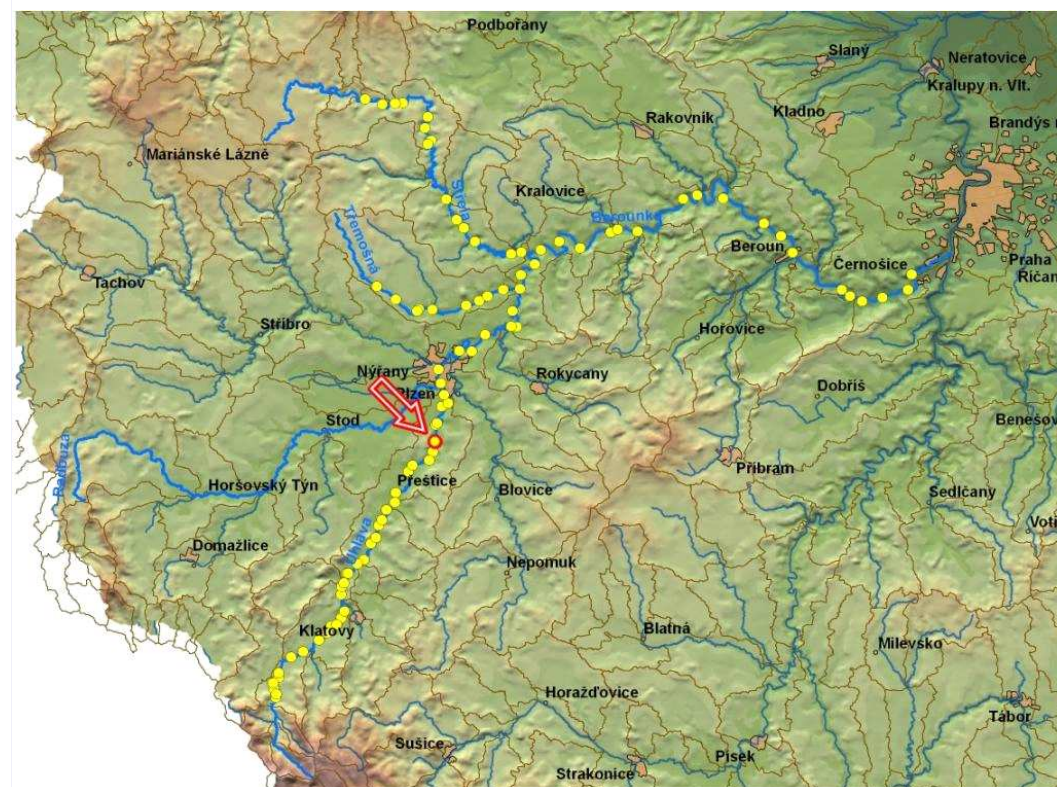 Podbořany
Slaný
Neratovice
Kralupy n. Vlt.
Kladno
Rakovník
Brandýs n
Mariánské Lázně
Střela
Kralovice
Třemošná
Berounka
Beroun
Černošice
Praha
Říčan
Tachov
Stříbro
Hořovice
Nýřany
Rokycany
Plzeň
Dobříš
Stod
Benešov
Radbuza
Příbram
Horšovský Týn
Přeštice
Blovice
Sedlčany
Voti
Úhlava
Domažlice
Nepomuk
Klatovy
Blatná
Milevsko
Horažďovice
Tábor
Sušice
Písek
Strakonice